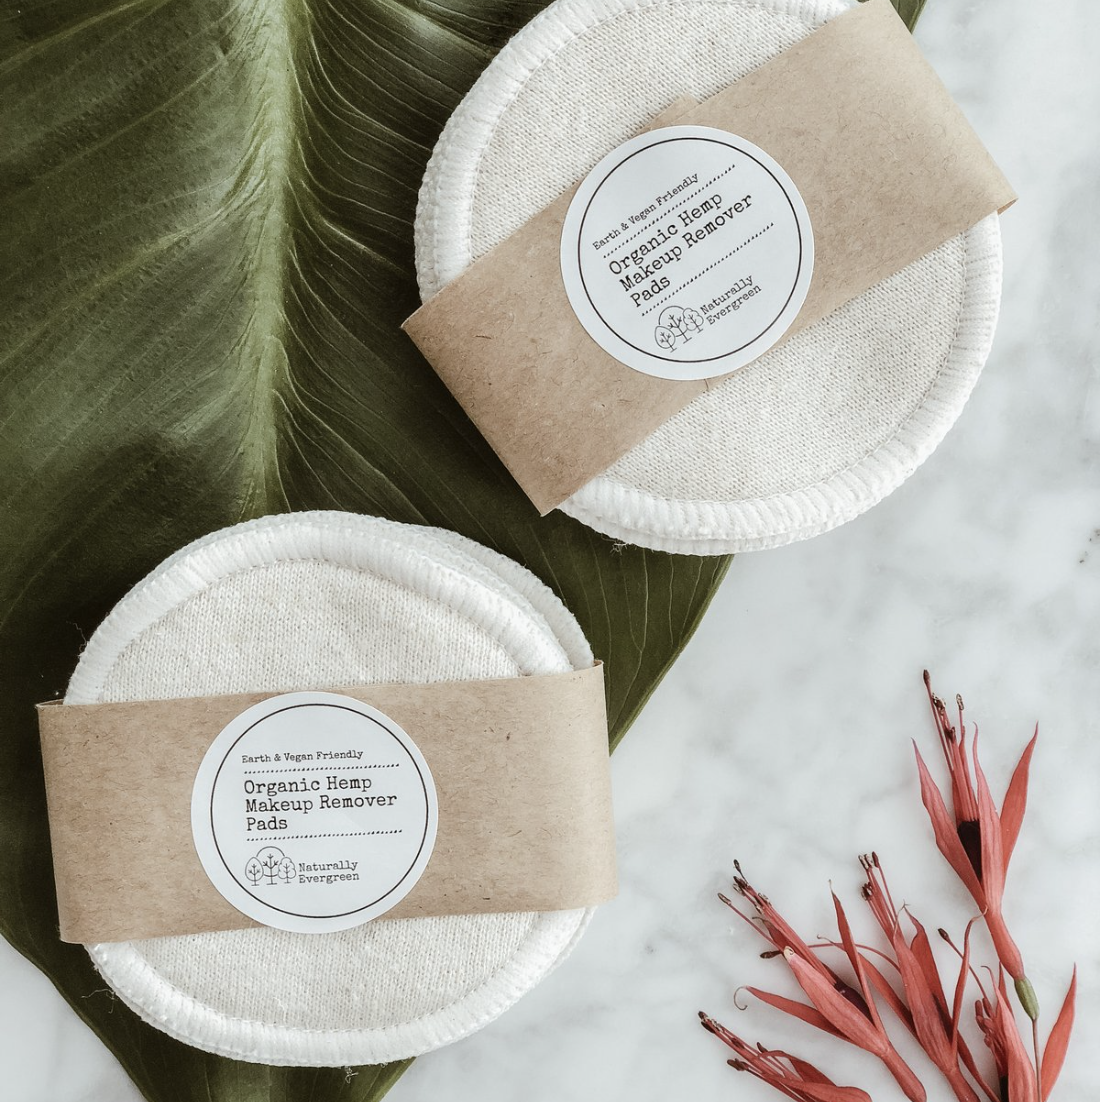 Earth & Vegan Friendly
Organic Hemp
Makeup Remover
Pads
Naturally
Evergreen
Earth & Vegan Friendly
Organic Hemp
Makeup Remover
Pads
Naturally
Evergreen